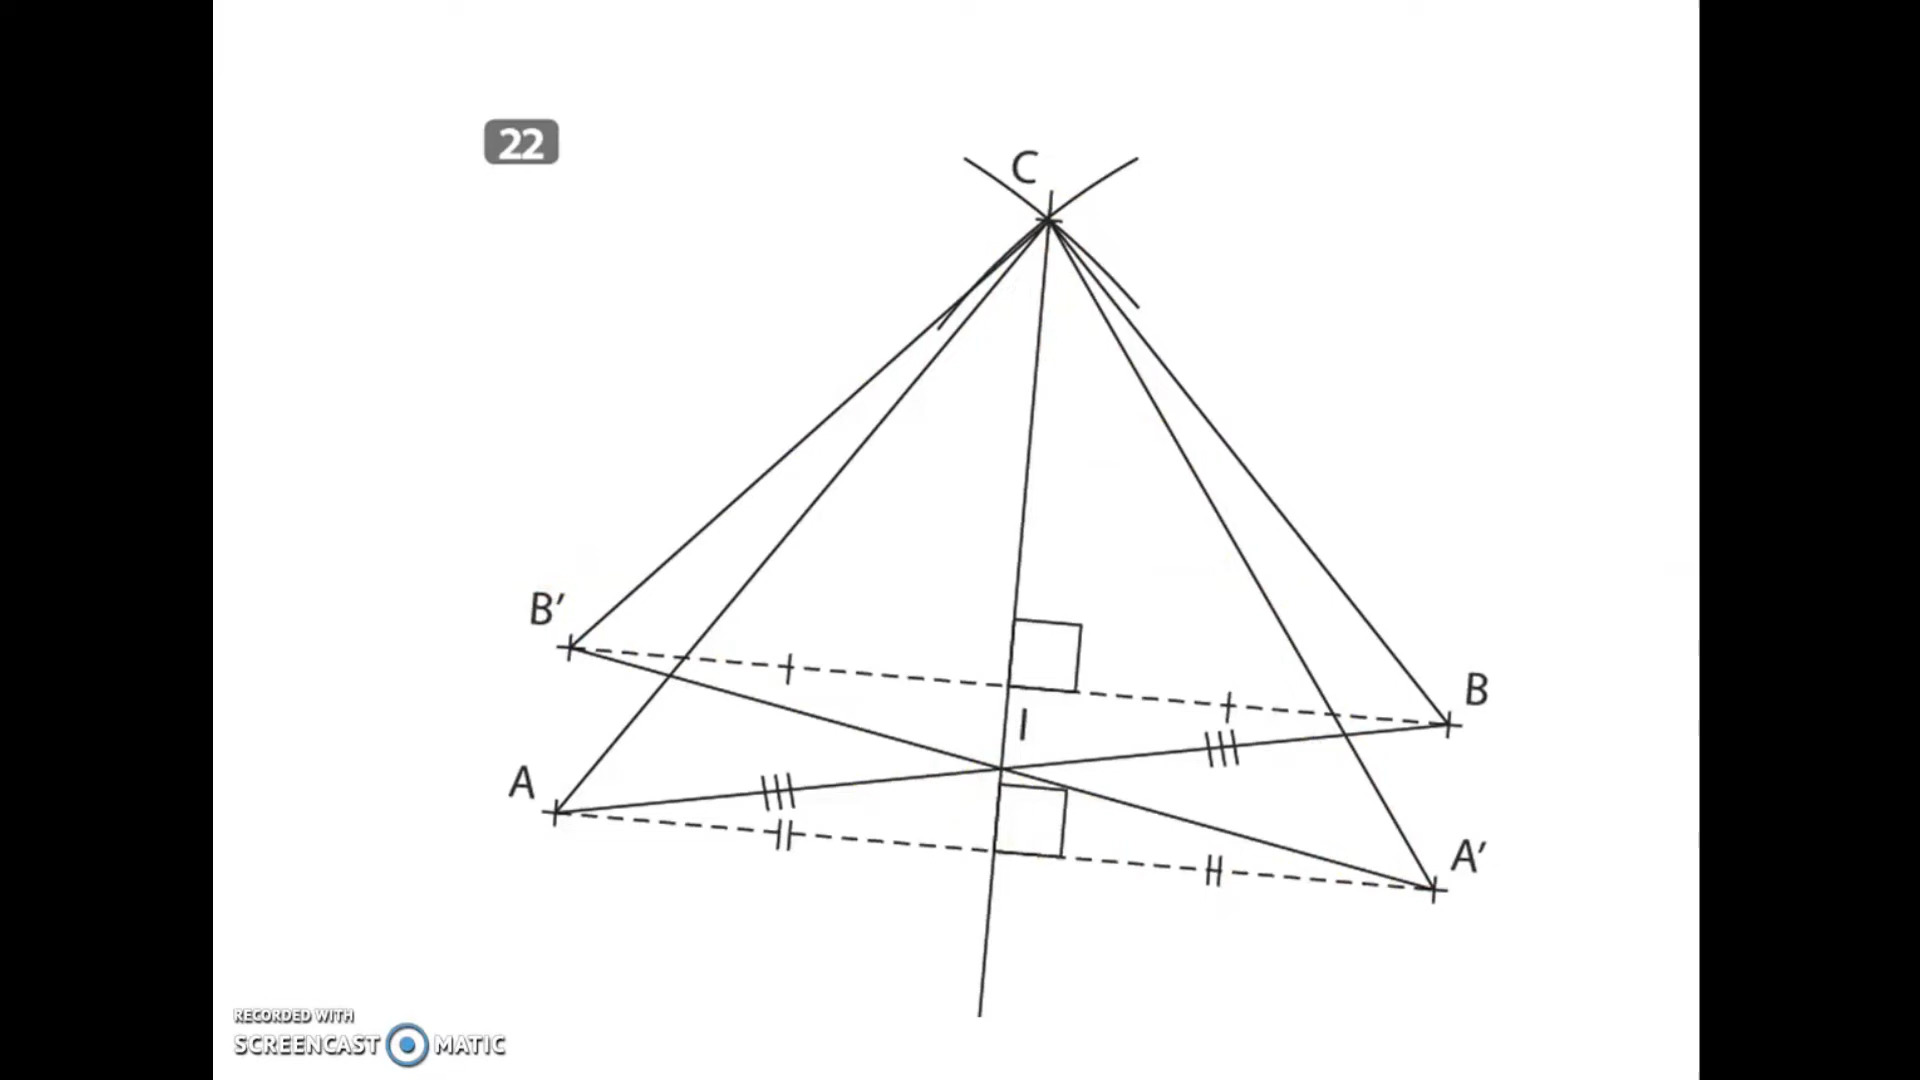 22
C
B′
B
I
A
A′
RECORDED WITH
SCREENCAST MATIC